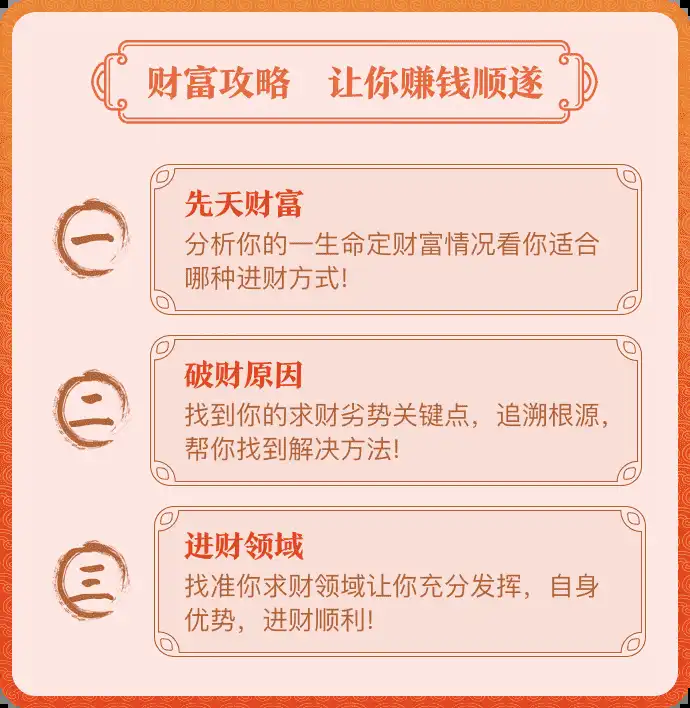 财富攻略 让你赚钱顺遂
一
先天财富
分析你的一生命定财富情况看你适合
哪种进财方式!
二
破财原因
找到你的求财劣势关键点，追溯根源，
帮你找到解决方法!
三
进财领域
找准你求财领域让你充分发挥，自身
优势，进财顺利!